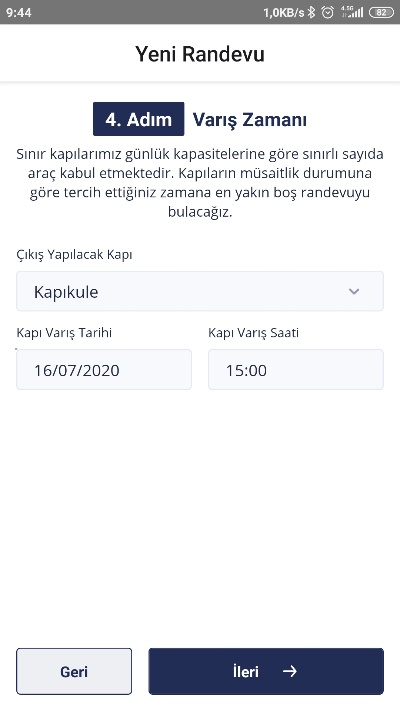 9:44 1,0KB/s 4.5G 82
Yeni Randevu
4. Adım Varış Zamanı
Sınır kapılarımız günlük kapasitelerine göre sınırlı sayıda
araç kabul etmektedir. Kapıların müsaitlik durumuna
göre tercih ettiğiniz zamana en yakın boş randevuyu
bulacağız.
Çıkış Yapılacak Kapı
Kapıkule
Kapı Varış Tarihi Kapı Varış Saati
16/07/2020 15:00
Geri İleri →